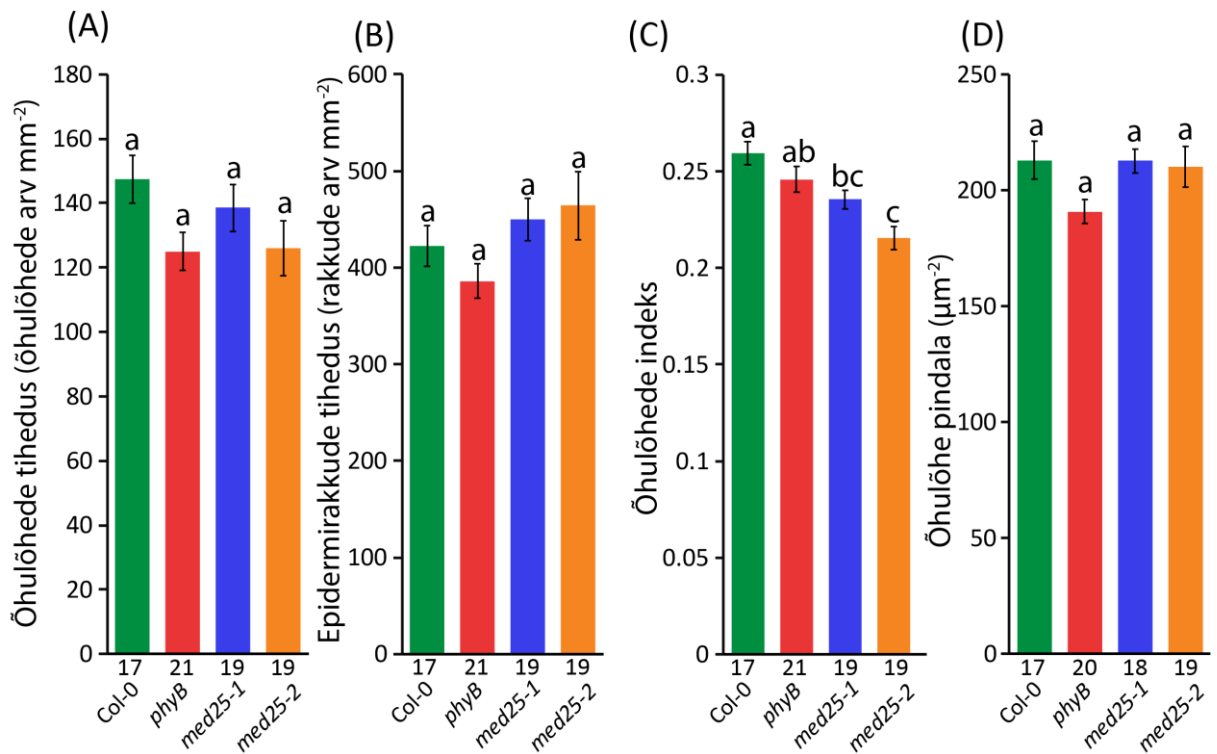 (A)
Õhulõhede tihedus (õhulõhede arv mm⁻²)
180
160
140
120
100
80
60
40
20
0
a
a
a
a
17 21 19 19
Col-0 phyB med25-1 med25-2
(B)
Epidermirakkude tihedus (rakkude arv mm⁻²)
600
500
400
300
200
100
0
a
a
a
a
17 21 19 19
Col-0 phyB med25-1 med25-2
(C)
Õhulõhede indeks
0.3
0.25
0.2
0.15
0.1
0.05
0
a
ab
bc
c
17 21 19 19
Col-0 phyB med25-1 med25-2
(D)
Õhulõhe pindala (µm⁻²)
250
200
150
100
50
0
a
a
a
a
17 20 18 19
Col-0 phyB med25-1 med25-2